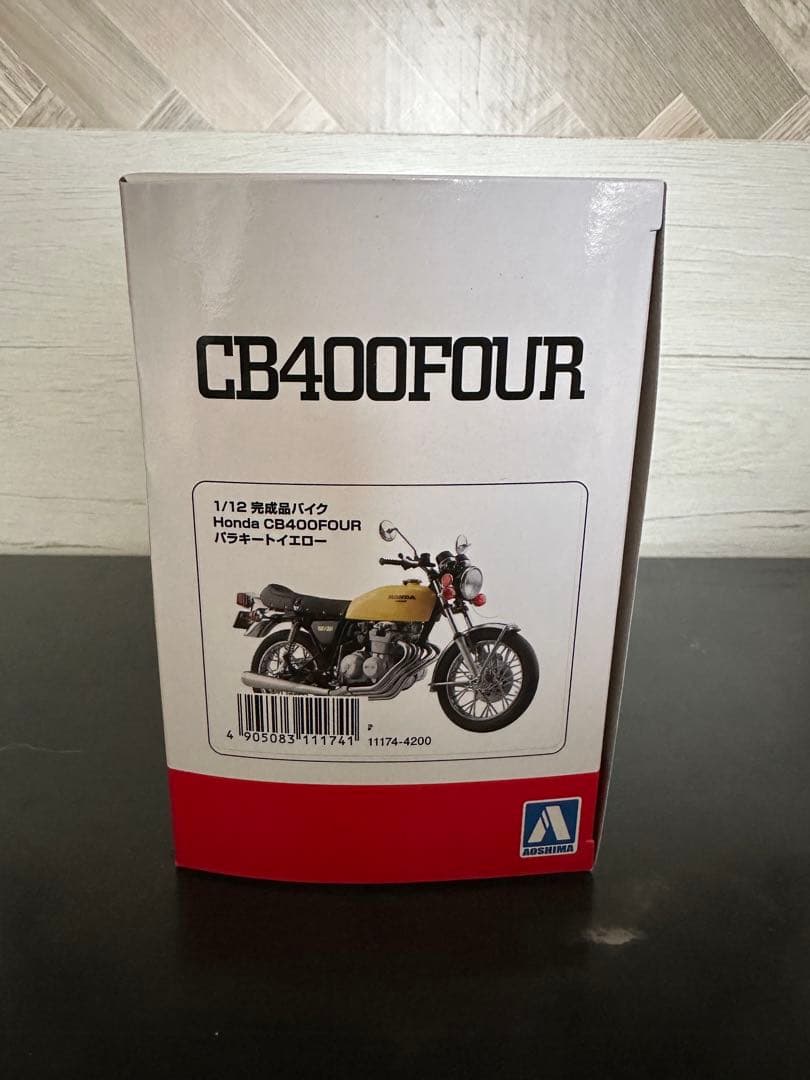 CB400FOUR
1/12 完成品バイク
Honda CB400FOUR
パラキートイエロー
HONDA
4 905083 111741
11174-4200
AOSHIMA